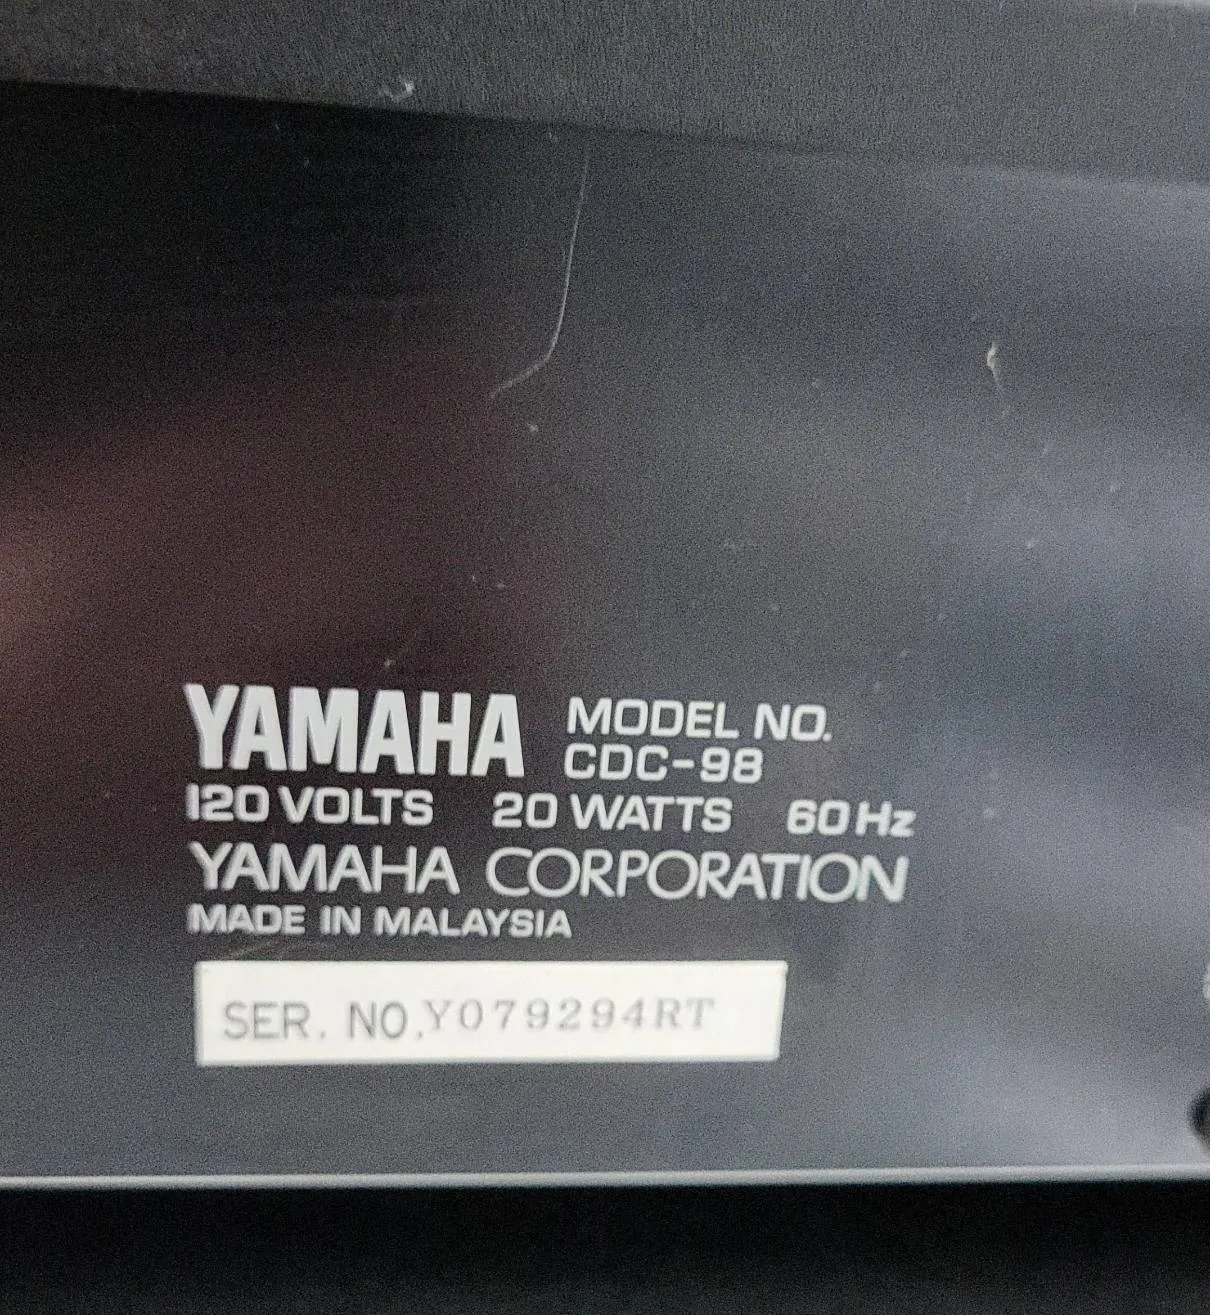 YAMAHA MODEL NO.
CDC-98
120 VOLTS 20 WATTS 60 Hz
YAMAHA CORPORATION
MADE IN MALAYSIA
SER. NO. Y079294RT